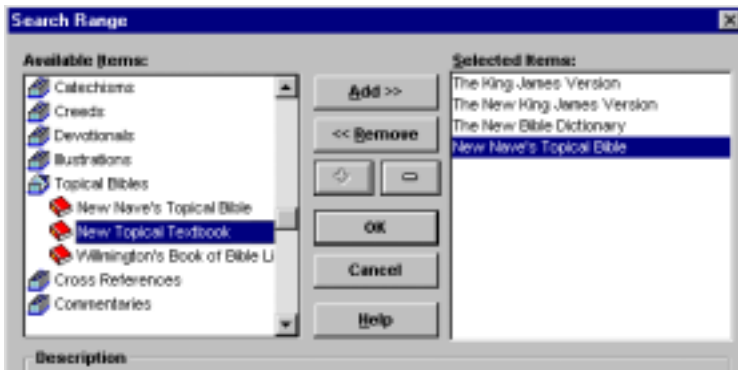 Search Range
Available Items:
Catechisms
Creeds
Devotionals
Illustrations
Topical Bibles
New Nave's Topical Bible
New Topical Textbook
Willmington's Book of Bible Li
Cross References
Commentaries
Add >>
<< Remove
OK
Cancel
Help
Selected Items:
The King James Version
The New King James Version
The New Bible Dictionary
New Nave's Topical Bible
Description